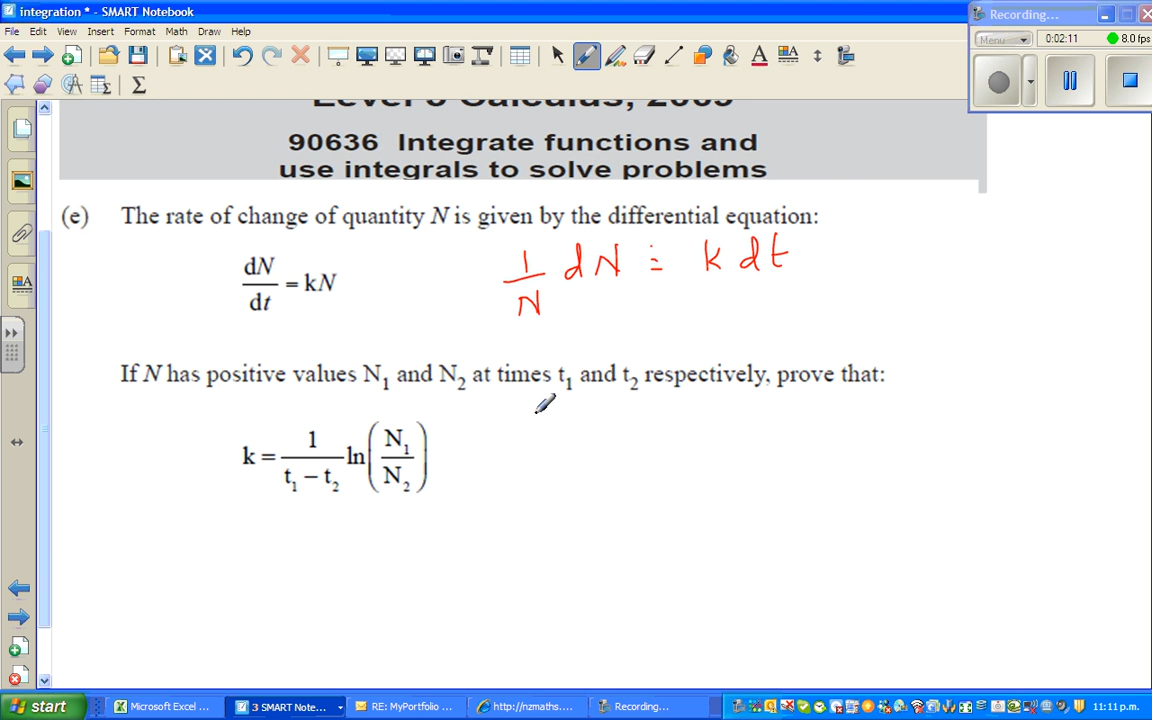 integration * - SMART Notebook
Recording...
File Edit View Insert Format Math Draw Help
Menu
0:02:11
8.0 fps
90636 Integrate functions and
use integrals to solve problems
(e) The rate of change of quantity N is given by the differential equation:
dN/dt = kN
1/N dN = k dt
If N has positive values N₁ and N₂ at times t₁ and t₂ respectively, prove that:
k = 1/(t₁ − t₂) ln(N₁/N₂)
start
Microsoft Excel ...
3 SMART Note...
RE: MyPortfolio ...
http://nzmaths....
Recording...
11:11 p.m.